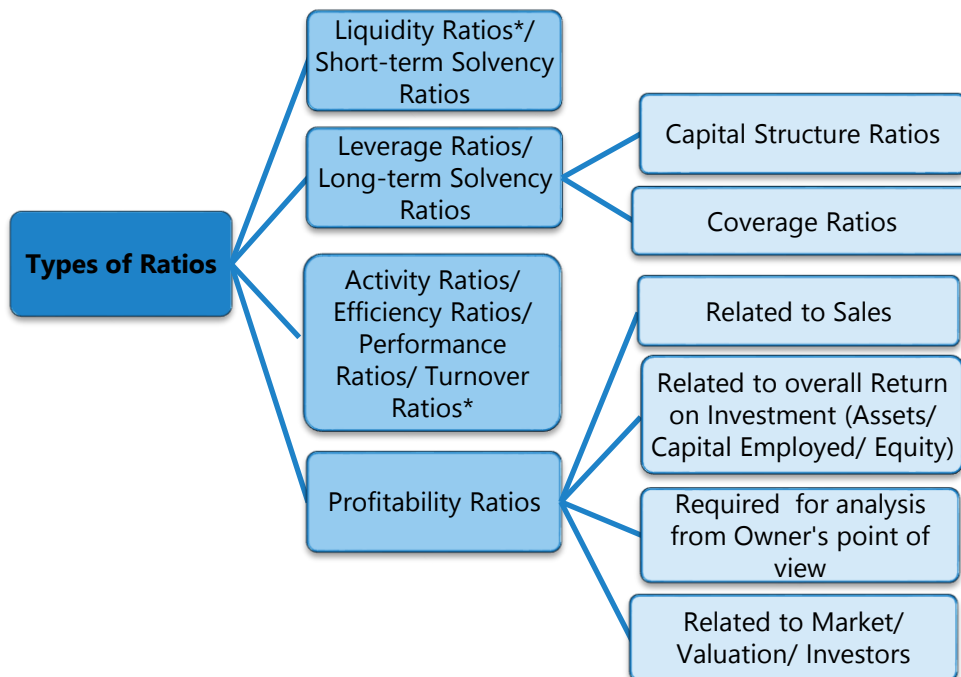 Types of Ratios
Liquidity Ratios*/
Short-term Solvency
Ratios
Leverage Ratios/
Long-term Solvency
Ratios
Capital Structure Ratios
Coverage Ratios
Activity Ratios/
Efficiency Ratios/
Performance
Ratios/ Turnover
Ratios*
Profitability Ratios
Related to Sales
Related to overall Return
on Investment (Assets/
Capital Employed/ Equity)
Required for analysis
from Owner's point of
view
Related to Market/
Valuation/ Investors